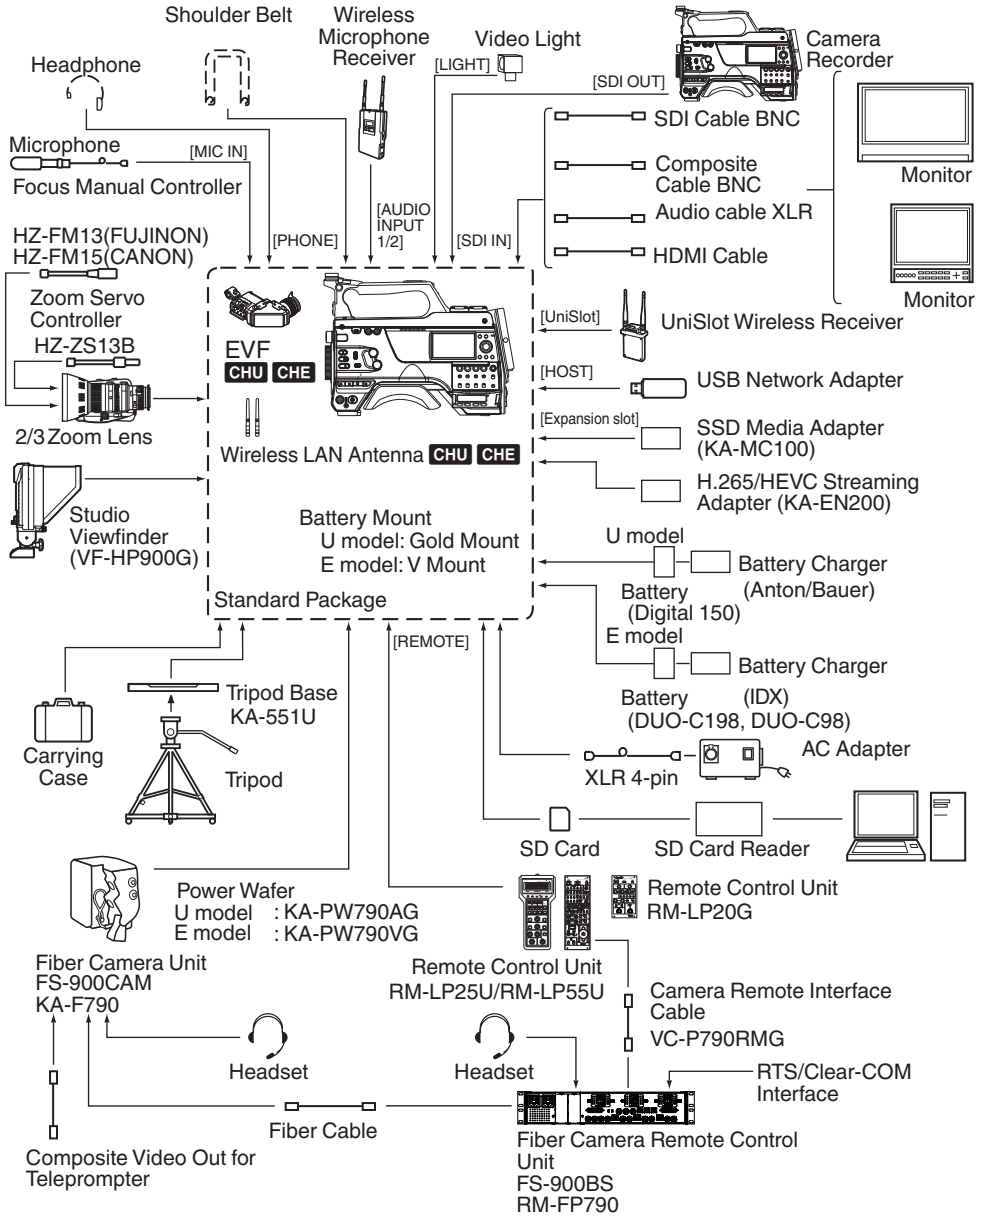 Shoulder Belt
Wireless
Microphone
Receiver
Video Light
Camera
Recorder
Headphone
[LIGHT]
[SDI OUT]
SDI Cable BNC
Microphone
[MIC IN]
Focus Manual Controller
Composite
Cable BNC
Monitor
[AUDIO
INPUT
1/2]
Audio cable XLR
HZ-FM13(FUJINON)
HZ-FM15(CANON)
[PHONE]
[SDI IN]
HDMI Cable
Zoom Servo
Controller
Monitor
[UniSlot]
UniSlot Wireless Receiver
HZ-ZS13B
EVF
CHU CHE
[HOST]
USB Network Adapter
2/3 Zoom Lens
[Expansion slot]
SSD Media Adapter
(KA-MC100)
Wireless LAN Antenna CHU CHE
H.265/HEVC Streaming
Adapter (KA-EN200)
Studio
Viewfinder
(VF-HP900G)
Battery Mount
U model: Gold Mount
E model: V Mount
U model
Battery Charger
(Anton/Bauer)
Battery
(Digital 150)
Standard Package
E model
[REMOTE]
Battery Charger
(IDX)
Battery
(DUO-C198, DUO-C98)
Tripod Base
KA-551U
Carrying
Case
Tripod
XLR 4-pin
AC Adapter
SD Card
SD Card Reader
Power Wafer
U model : KA-PW790AG
E model : KA-PW790VG
Remote Control Unit
RM-LP20G
Fiber Camera Unit
FS-900CAM
KA-F790
Remote Control Unit
RM-LP25U/RM-LP55U
Camera Remote Interface
Cable
VC-P790RMG
Headset
Headset
RTS/Clear-COM
Interface
Fiber Cable
Fiber Camera Remote Control
Unit
FS-900BS
RM-FP790
Composite Video Out for
Teleprompter